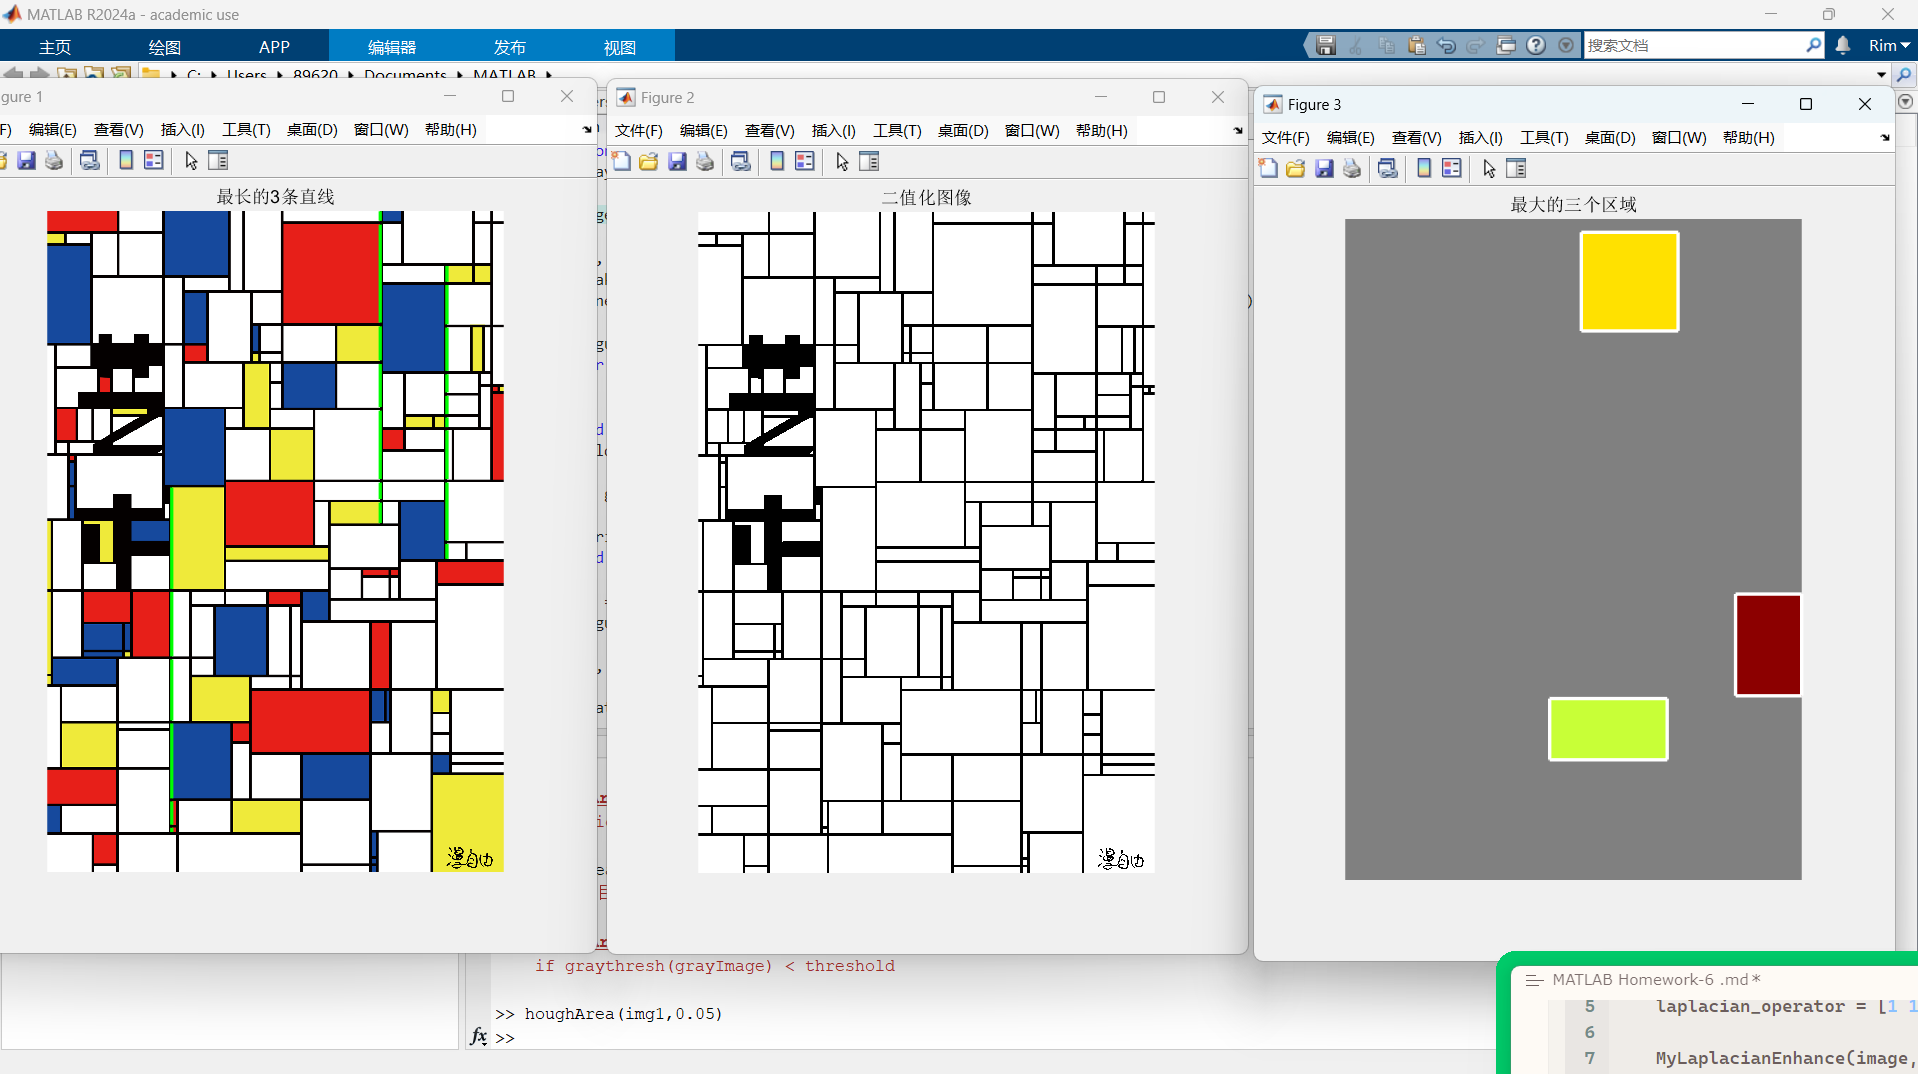 MATLAB R2024a - academic use
主页 绘图 APP 编辑器 发布 视图
搜索文档
Rim
C: Users 89620 Documents MATLAB
gure 1
编辑(E) 查看(V) 插入(I) 工具(T) 桌面(D) 窗口(W) 帮助(H)
最长的3条直线
Figure 2
文件(F) 编辑(E) 查看(V) 插入(I) 工具(T) 桌面(D) 窗口(W) 帮助(H)
二值化图像
Figure 3
文件(F) 编辑(E) 查看(V) 插入(I) 工具(T) 桌面(D) 窗口(W) 帮助(H)
最大的三个区域
if graythresh(grayImage) < threshold
>> houghArea(img1,0.05)
fx >>
MATLAB Homework-6 .md*
5 laplacian_operator = [1 1
6
7 MyLaplacianEnhance(image,